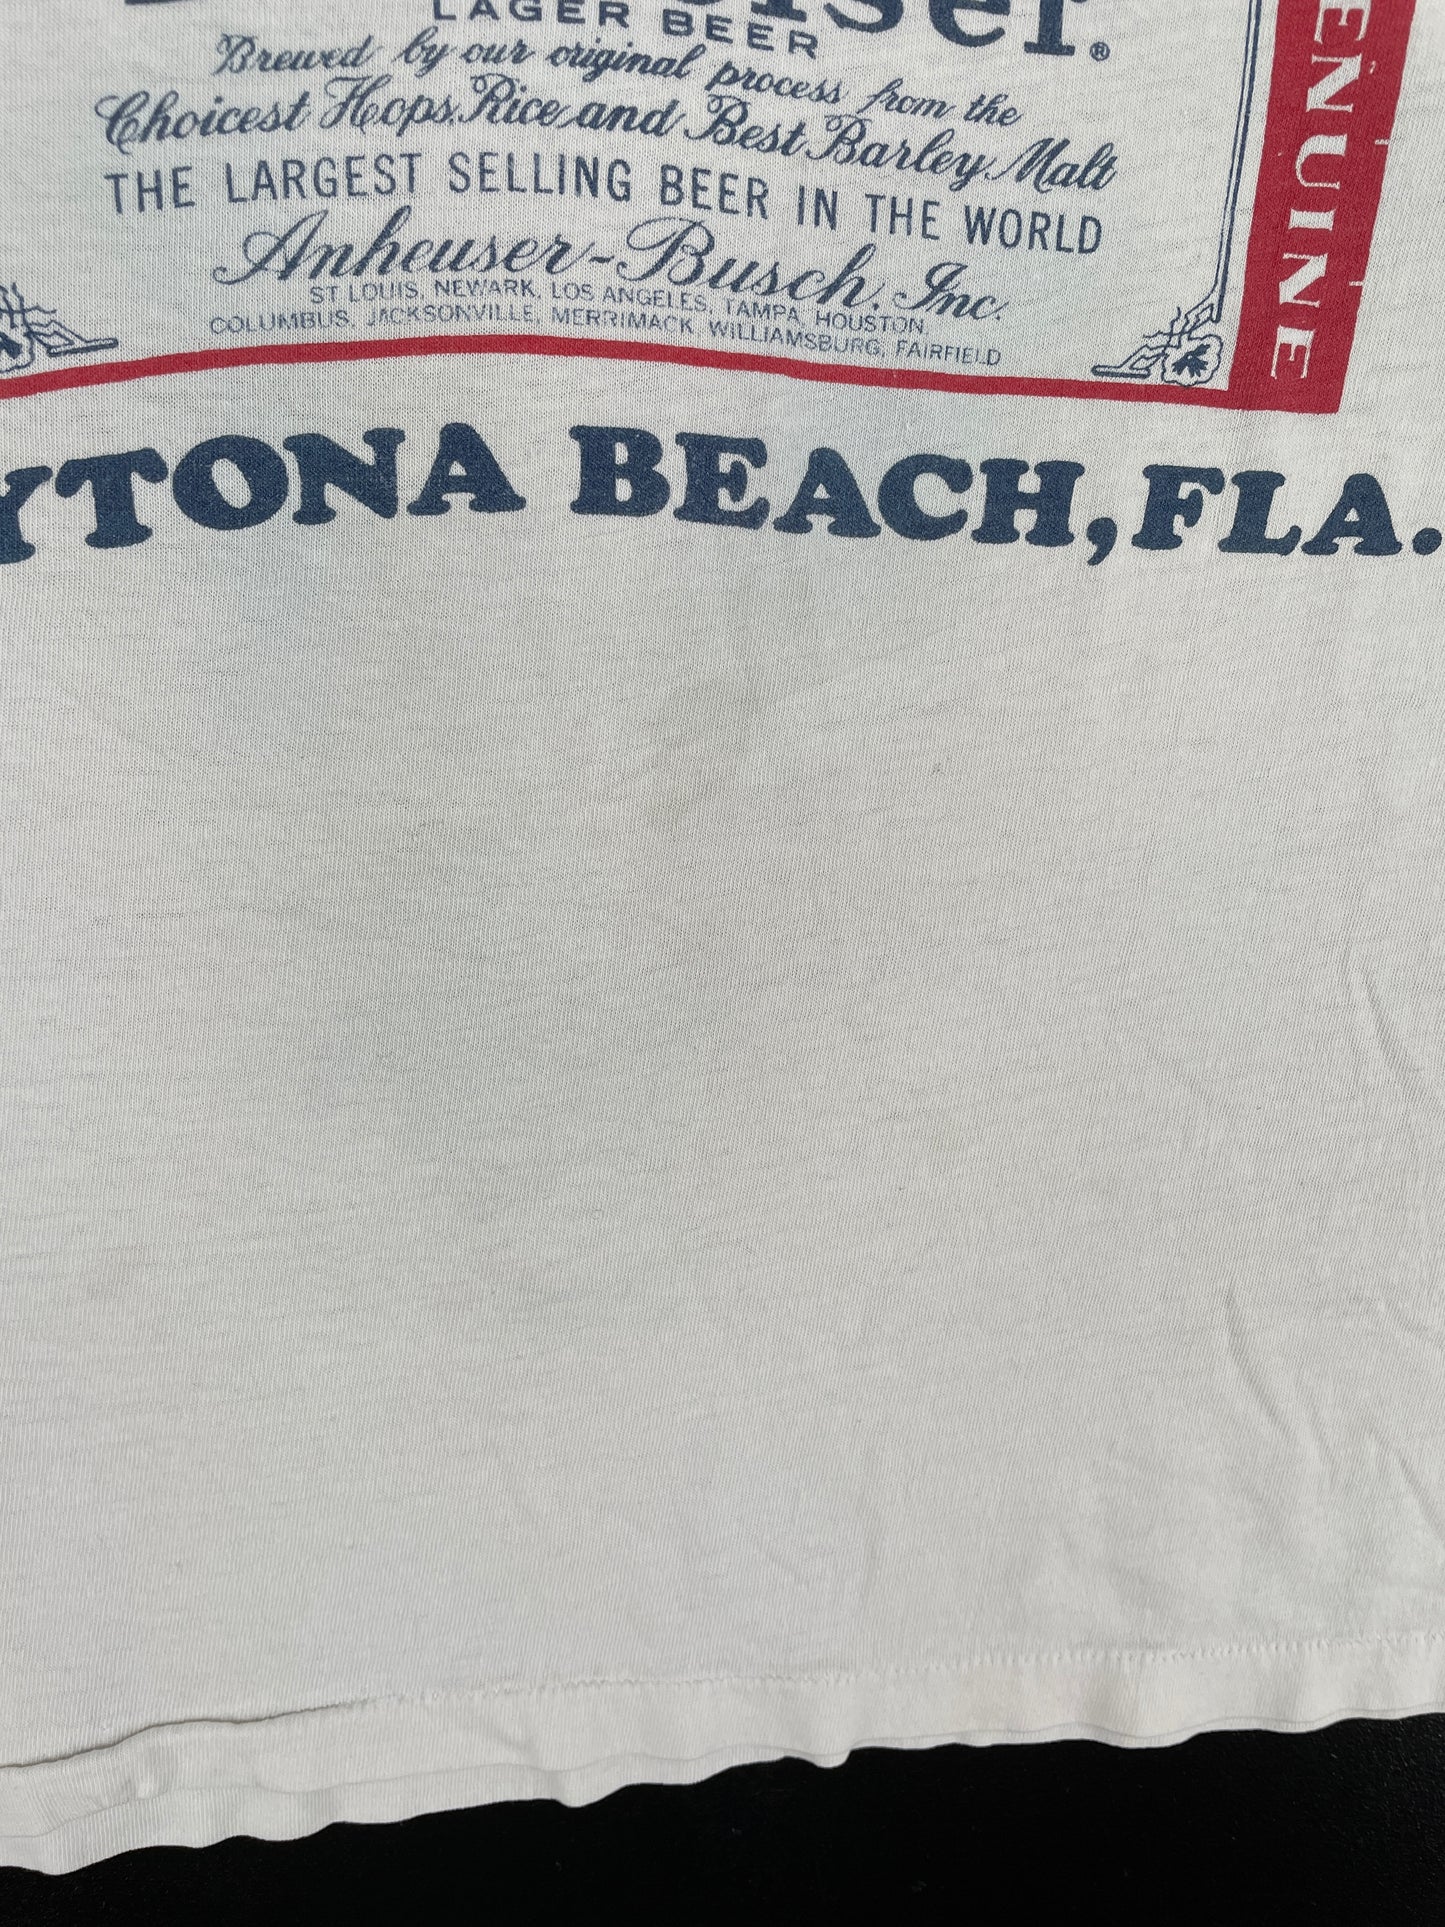 LAGER BEER
Brewed by our original process from the
Choicest Hops, Rice and Best Barley Malt
THE LARGEST SELLING BEER IN THE WORLD
Anheuser-Busch, Inc.
ST. LOUIS, NEWARK, LOS ANGELES, TAMPA, HOUSTON,
COLUMBUS, JACKSONVILLE, MERRIMACK, WILLIAMSBURG, FAIRFIELD
ENUINE
YTONA BEACH, FLA.